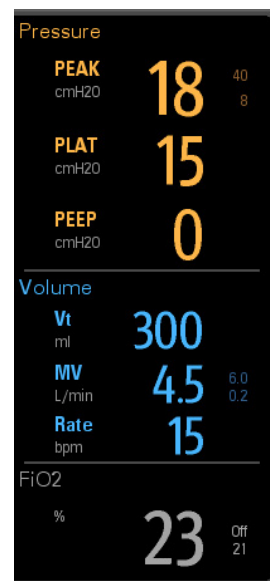 Pressure
PEAK 18 40
cmH20 8
PLAT 15
cmH20
PEEP 0
cmH20
Volume
Vt 300
ml
MV 4.5 6.0
L/min 0.2
Rate 15
bpm
FiO2
% 23 Off
21